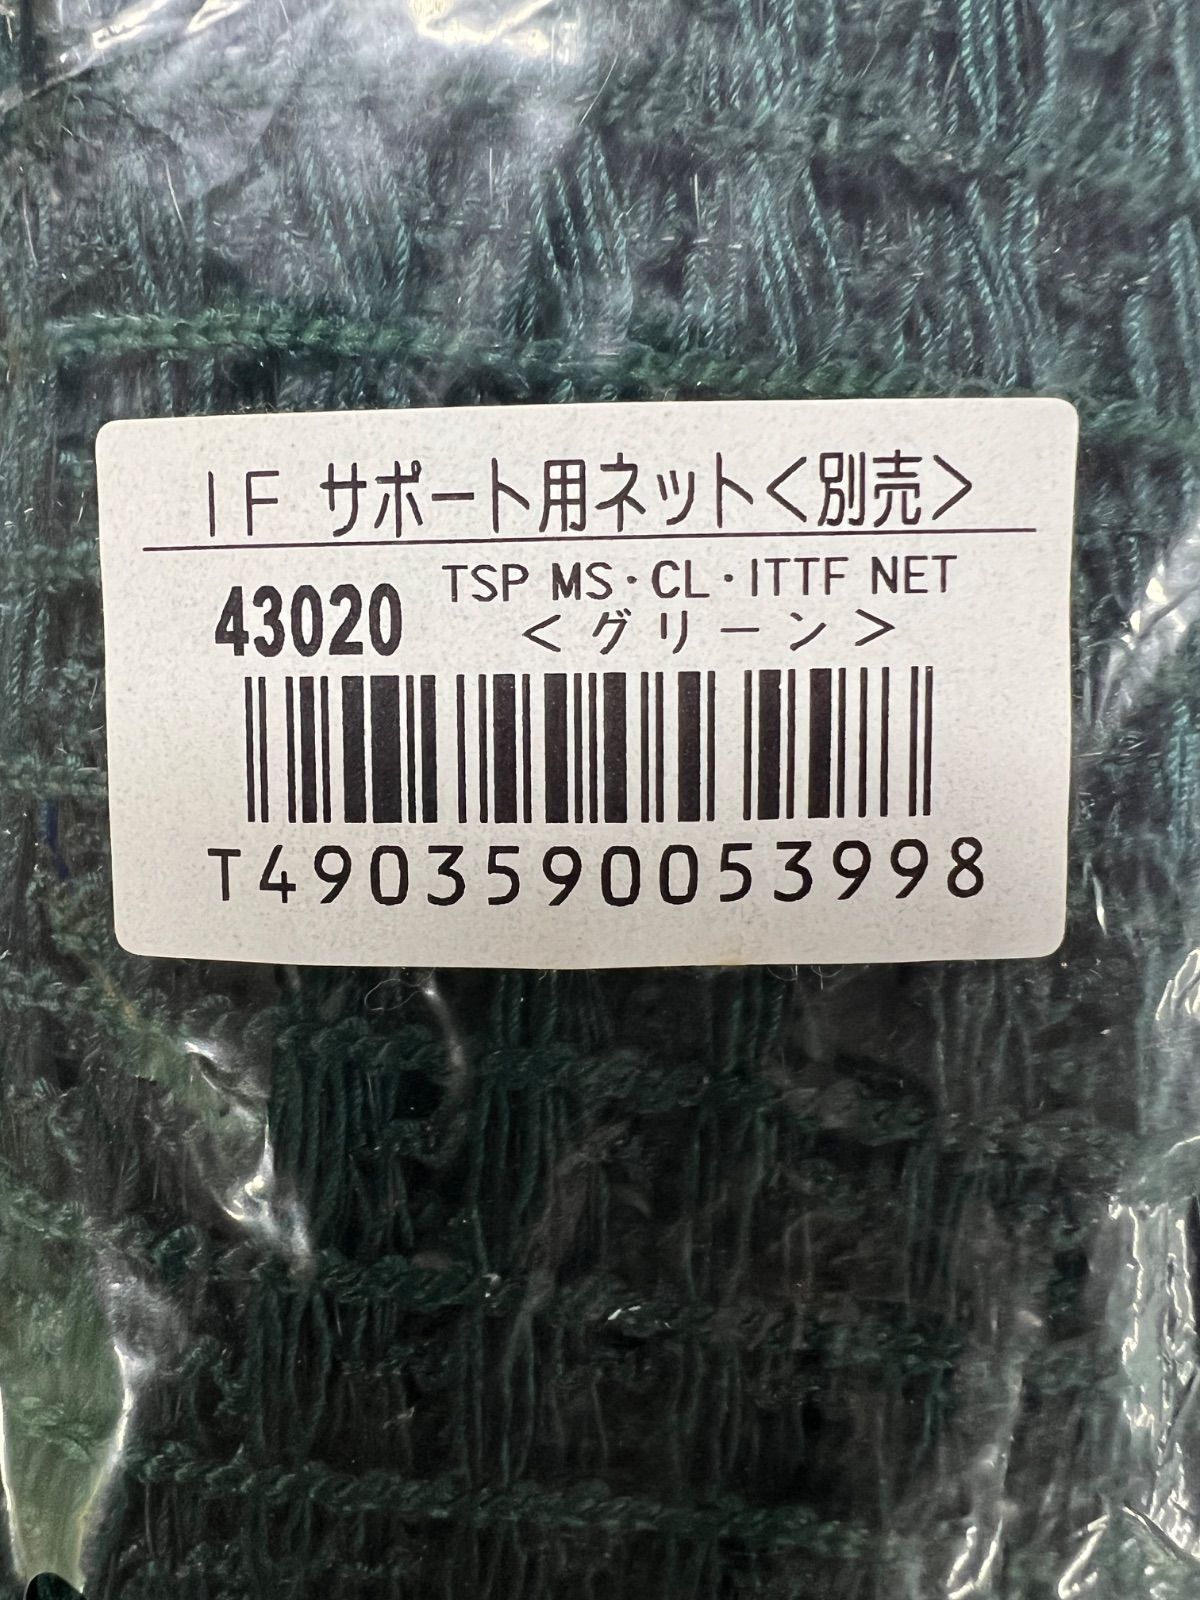 IF サポート用ネット<別売>
43020 TSP MS・CL・ITTF NET
<グリーン>
T4903590053998